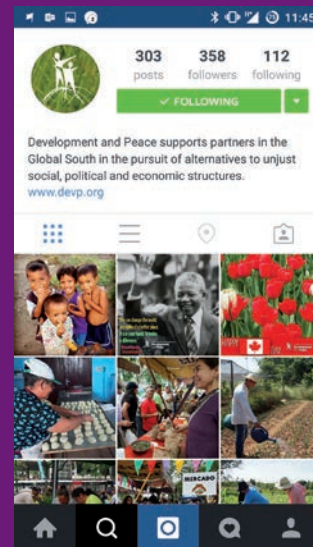 11:45
303 358 112
posts followers following
✓ FOLLOWING
Development and Peace supports partners in the
Global South in the pursuit of alternatives to unjust
social, political and economic structures.
www.devp.org
MERCADO